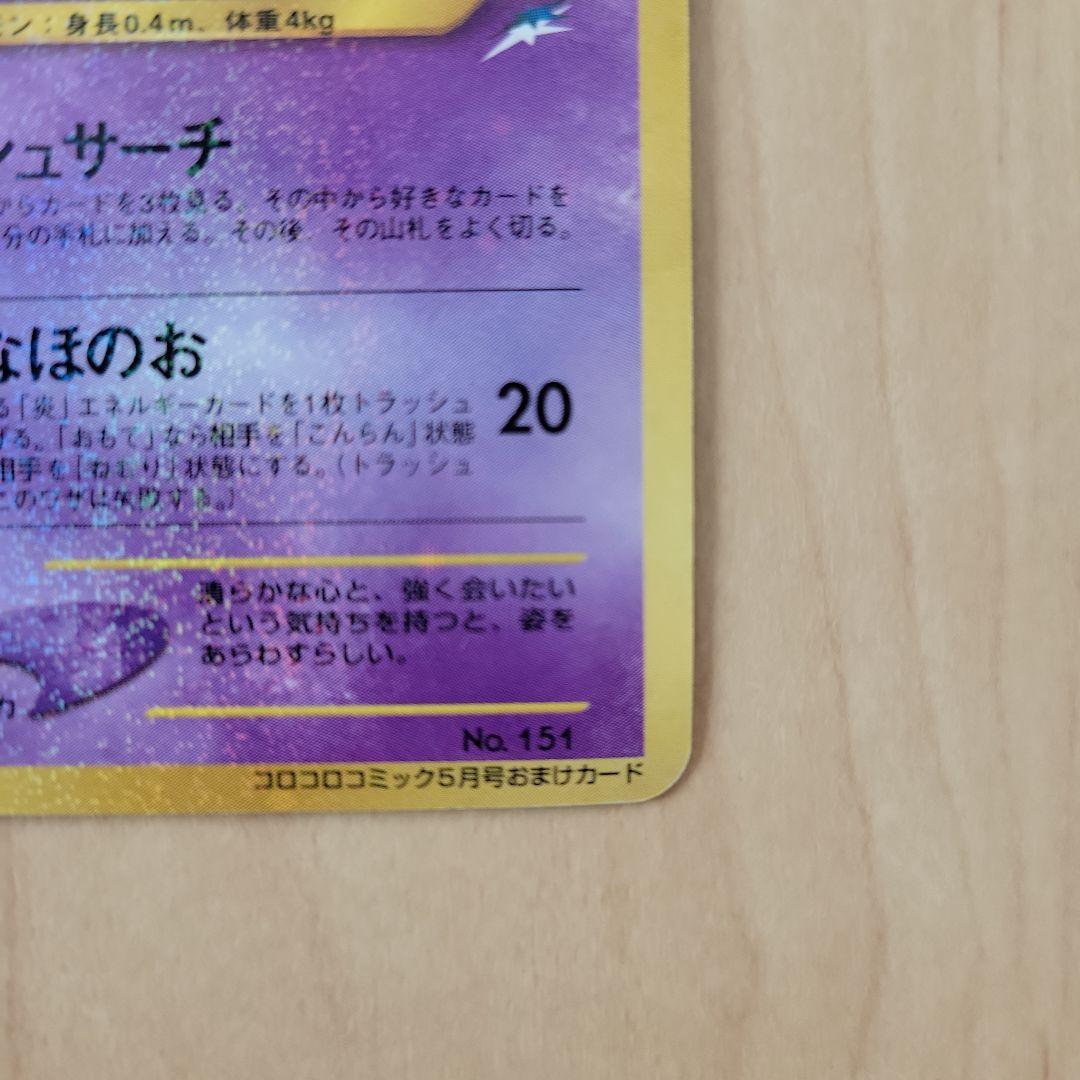 モン：身長0.4m、体重4kg
シュサーチ
からカードを3枚見る。その中から好きなカードを
分の手札に加える。その後、その山札をよく切る。
なほのお
る「炎」エネルギーカードを1枚トラッシュ
げる。「おもて」なら相手を「こんらん」状態
相手を「ねむり」状態にする。（トラッシュ
このワザは失敗する。）
20
清らかな心と、強く会いたい
という気持ちを持つと、姿を
あらわすらしい。
カ
No. 151
コロコロコミック5月号おまけカード